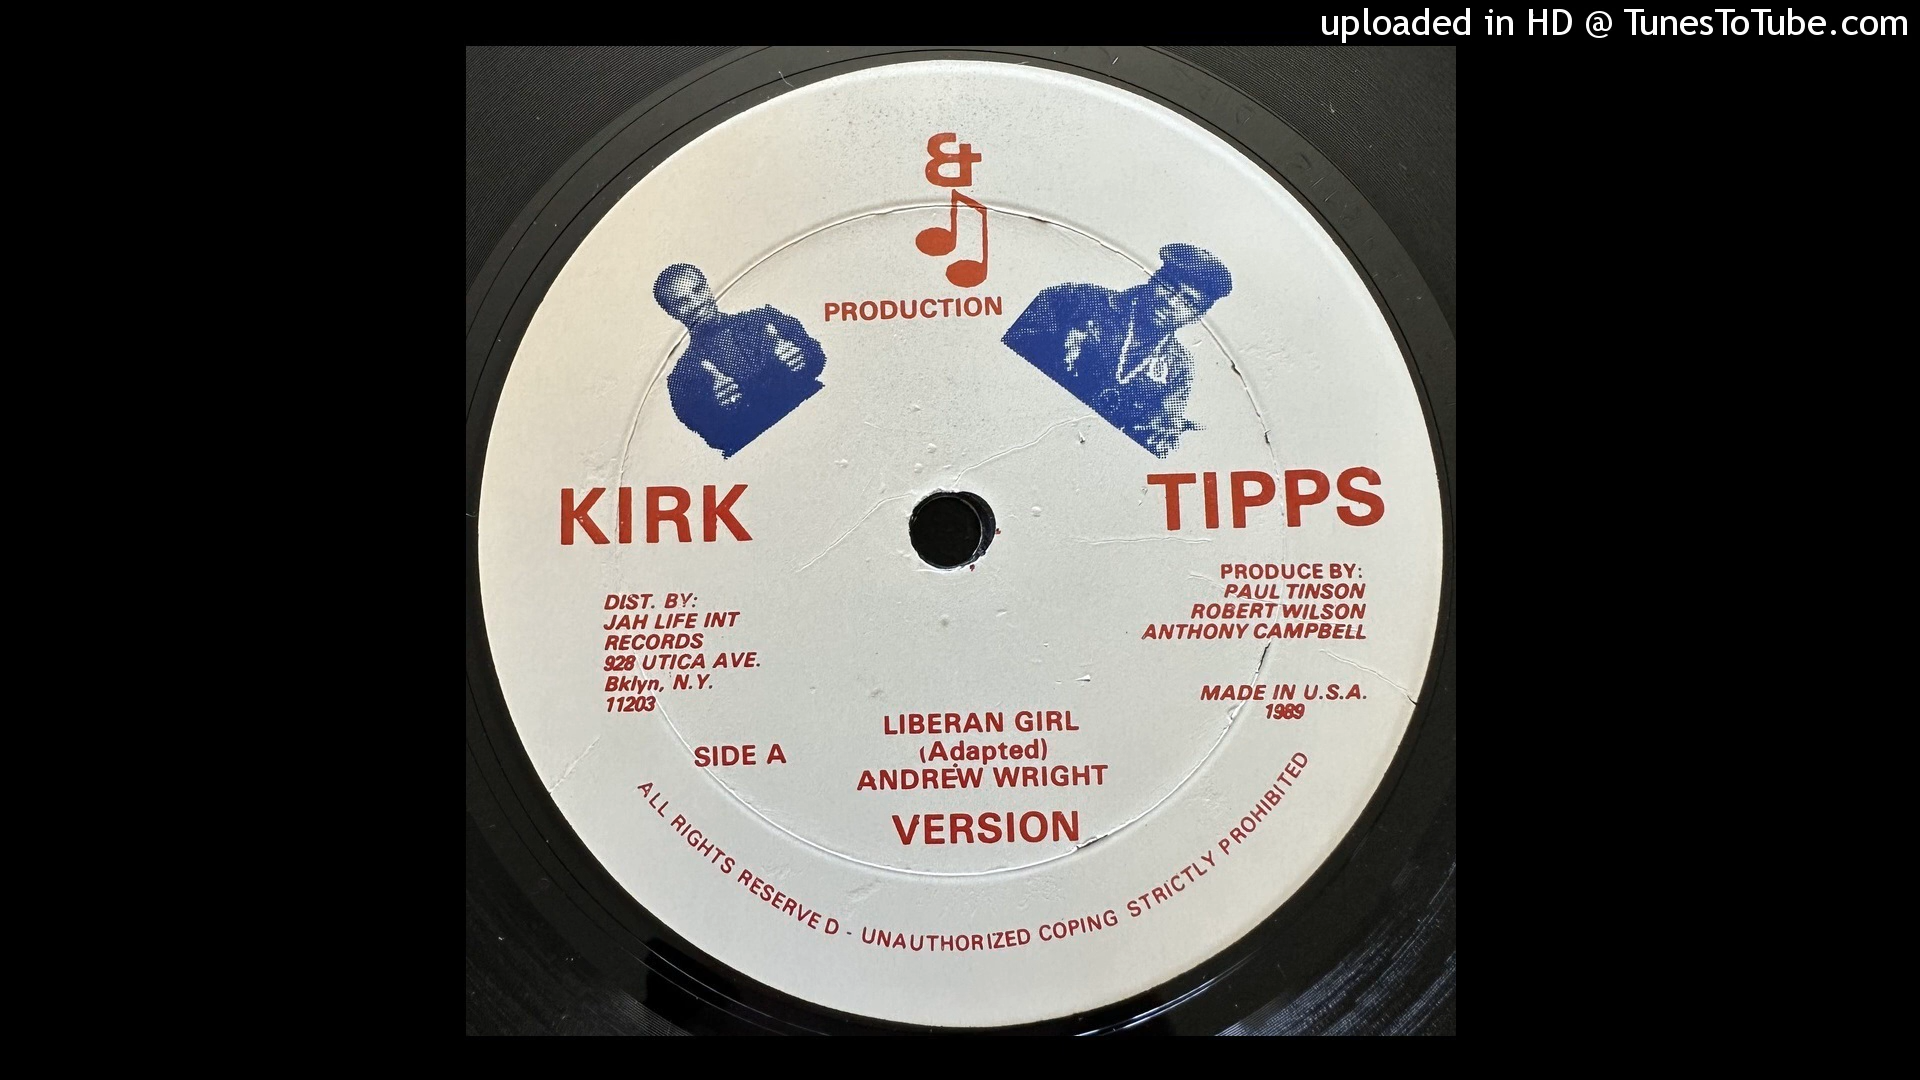 uploaded in HD @ TunesToTube.com
&
PRODUCTION
KIRK
TIPPS
DIST. BY:
JAH LIFE INT
RECORDS
928 UTICA AVE.
Bklyn, N.Y.
11203
PRODUCE BY:
PAUL TINSON
ROBERT WILSON
ANTHONY CAMPBELL
MADE IN U.S.A.
1989
SIDE A
LIBERAN GIRL
(Adapted)
ANDREW WRIGHT
VERSION
ALL RIGHTS RESERVED - UNAUTHORIZED COPING STRICTLY PROHIBITED